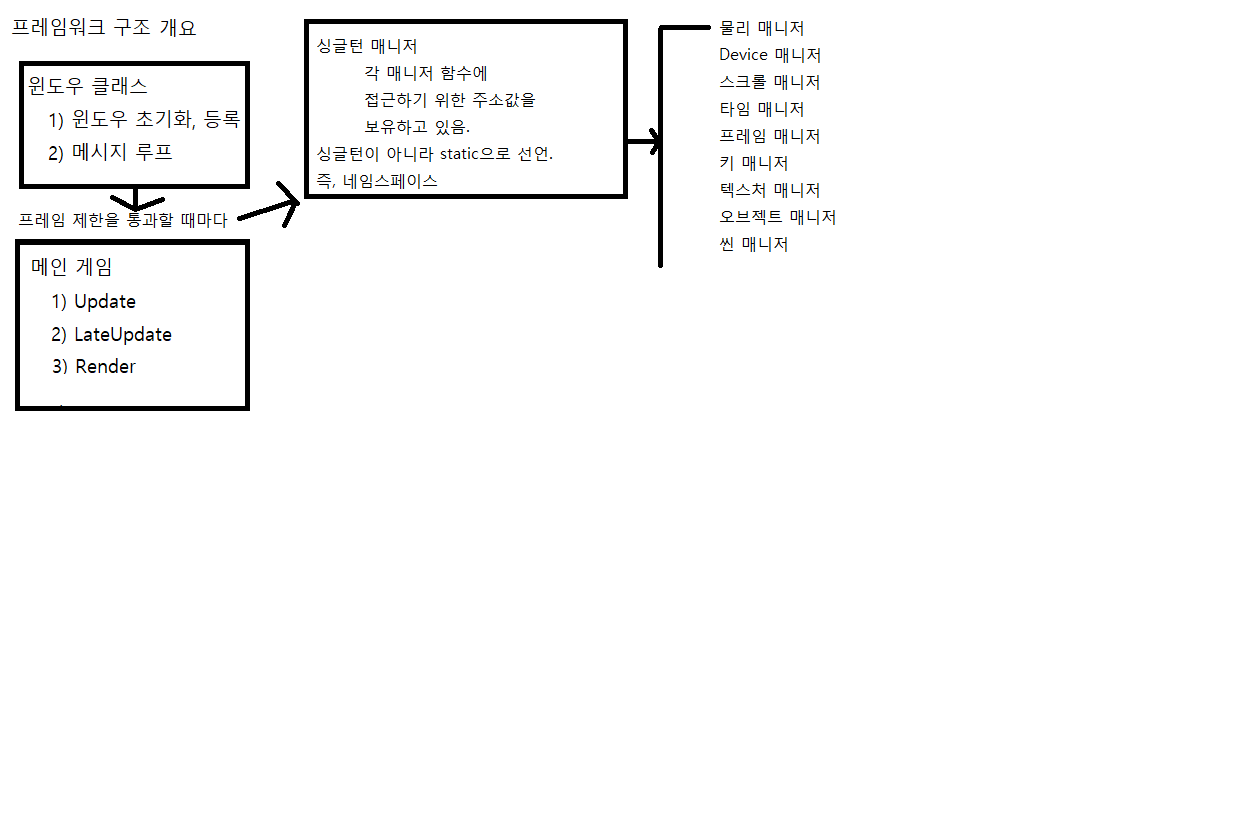 프레임워크 구조 개요
윈도우 클래스
1) 윈도우 초기화, 등록
2) 메시지 루프
프레임 제한을 통과할 때마다
메인 게임
1) Update
2) LateUpdate
3) Render
싱글턴 매니저
각 매니저 함수에
접근하기 위한 주소값을
보유하고 있음.
싱글턴이 아니라 static으로 선언.
즉, 네임스페이스
물리 매니저
Device 매니저
스크롤 매니저
타임 매니저
프레임 매니저
키 매니저
텍스처 매니저
오브젝트 매니저
씬 매니저